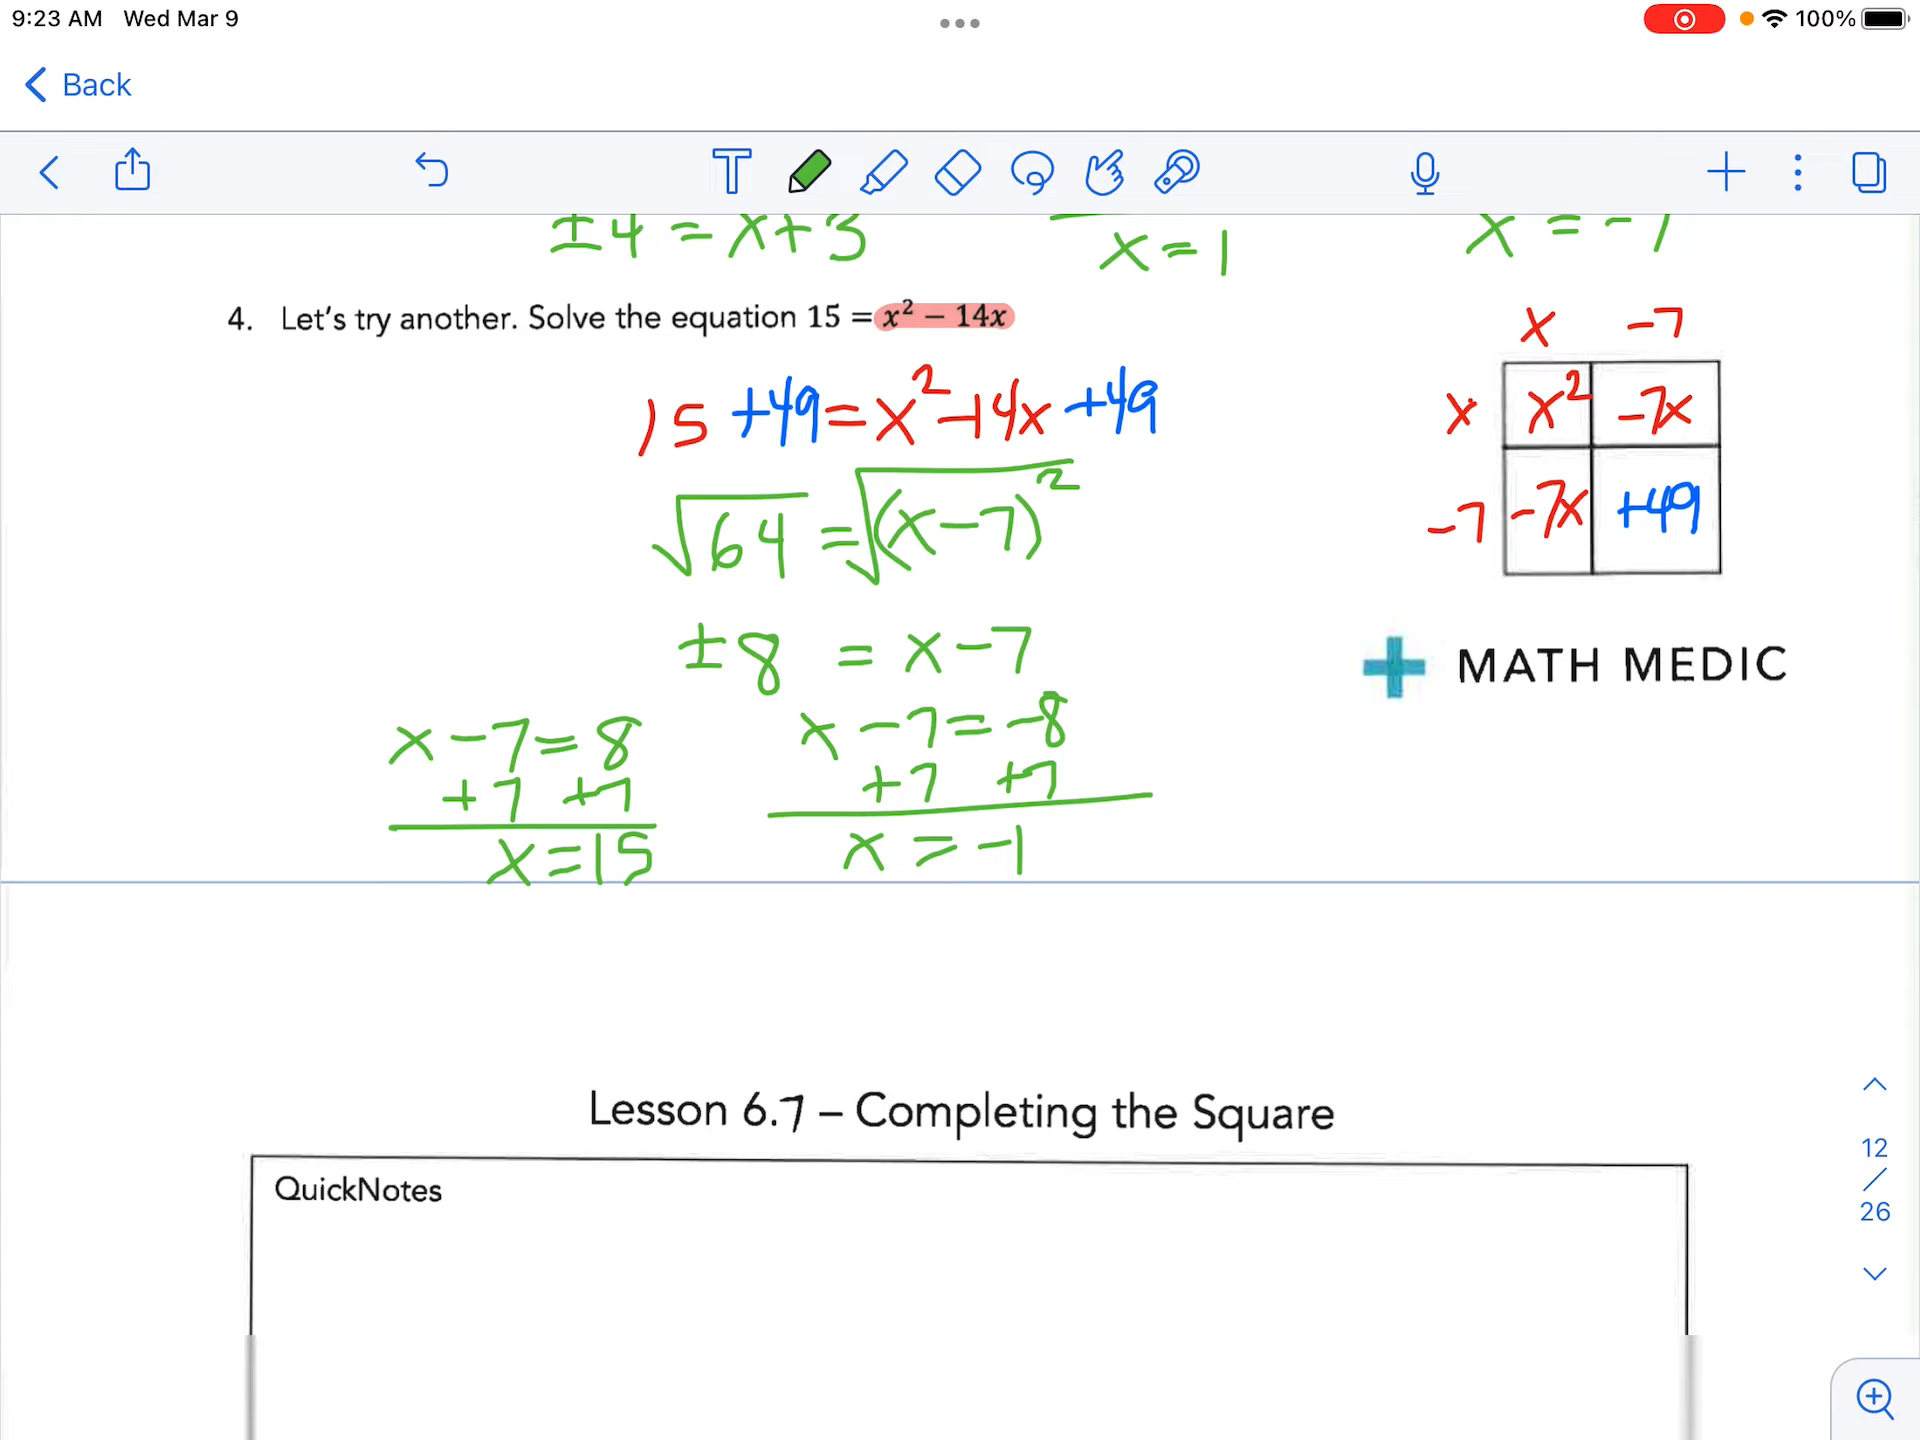 9:23 AM Wed Mar 9
100%
Back
±4 = x+3
x = 1
x = -7
4. Let's try another. Solve the equation 15 = x² − 14x
x -7
15 +49 = x² -14x +49
x x² -7x
√64 = √(x-7)²
-7 -7x +49
±8 = x-7
MATH MEDIC
x-7=8 x-7=-8
+7 +7 +7 +7
x=15 x = -1
Lesson 6.7 – Completing the Square
QuickNotes
12
/
26